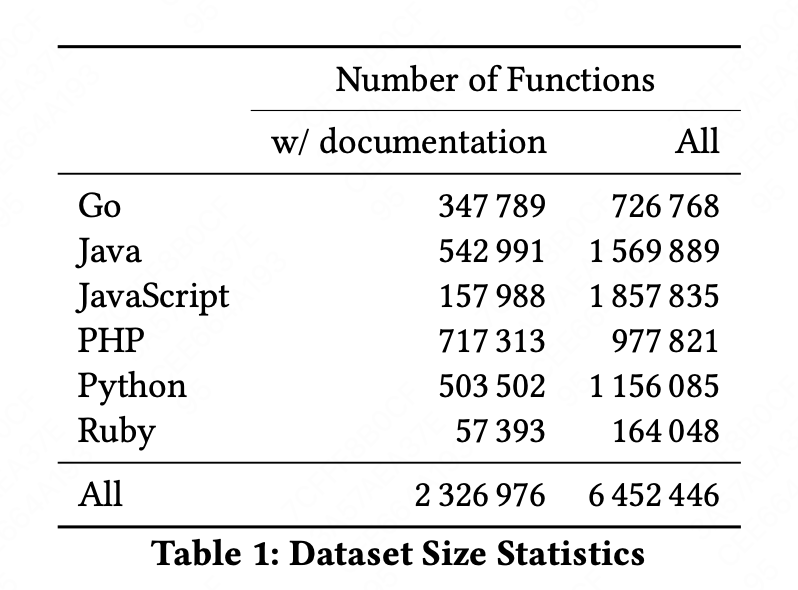 Number of Functions
w/ documentation All
Go 347 789 726 768
Java 542 991 1 569 889
JavaScript 157 988 1 857 835
PHP 717 313 977 821
Python 503 502 1 156 085
Ruby 57 393 164 048
All 2 326 976 6 452 446
Table 1: Dataset Size Statistics